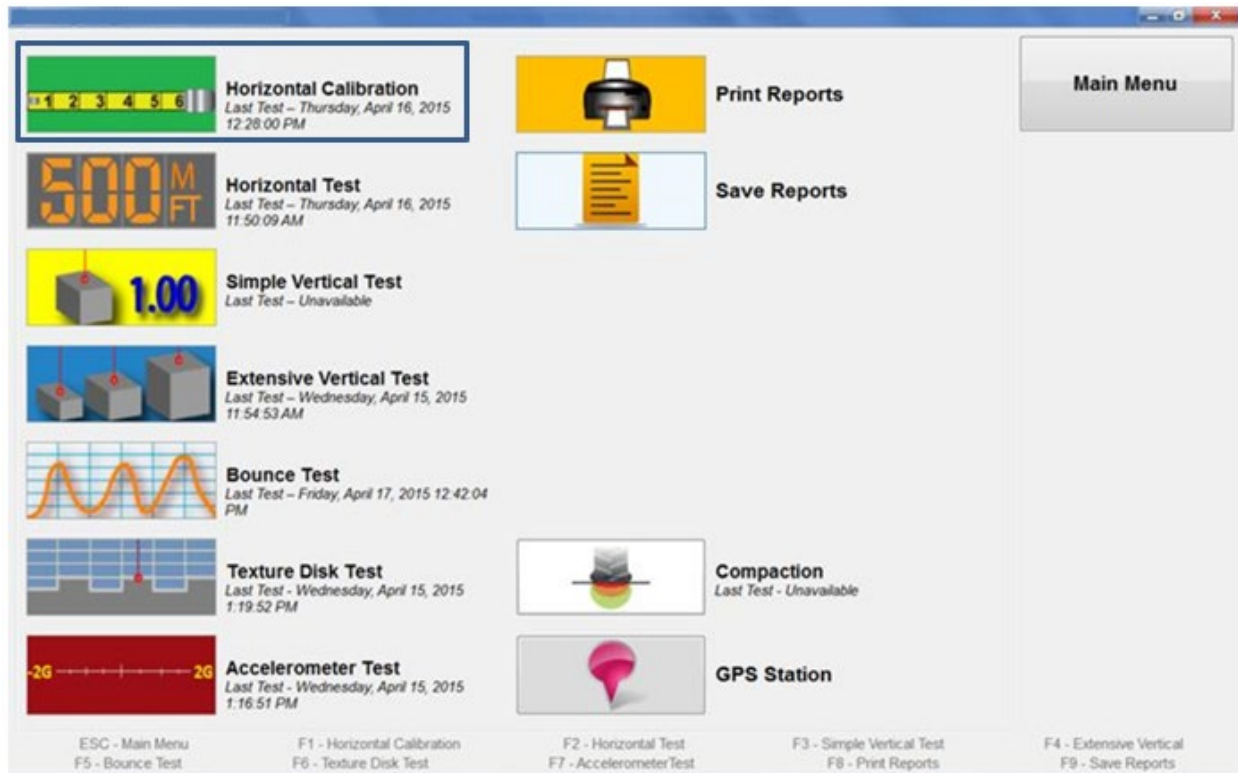 1 2 3 4 5 6
Horizontal Calibration
Last Test – Thursday, April 16, 2015
12:28:00 PM
500 M
FT
Horizontal Test
Last Test – Thursday, April 16, 2015
11:50:09 AM
1.00
Simple Vertical Test
Last Test – Unavailable
Extensive Vertical Test
Last Test – Wednesday, April 15, 2015
11:54:53 AM
Bounce Test
Last Test – Friday, April 17, 2015 12:42:04
PM
Texture Disk Test
Last Test - Wednesday, April 15, 2015
1:19:52 PM
-2G 2G
Accelerometer Test
Last Test - Wednesday, April 15, 2015
1:16:51 PM
Print Reports
Save Reports
Compaction
Last Test - Unavailable
GPS Station
Main Menu
ESC - Main Menu F1 - Horizontal Calibration F2 - Horizontal Test F3 - Simple Vertical Test F4 - Extensive Vertical
F5 - Bounce Test F6 - Texture Disk Test F7 - AccelerometerTest F8 - Print Reports F9 - Save Reports